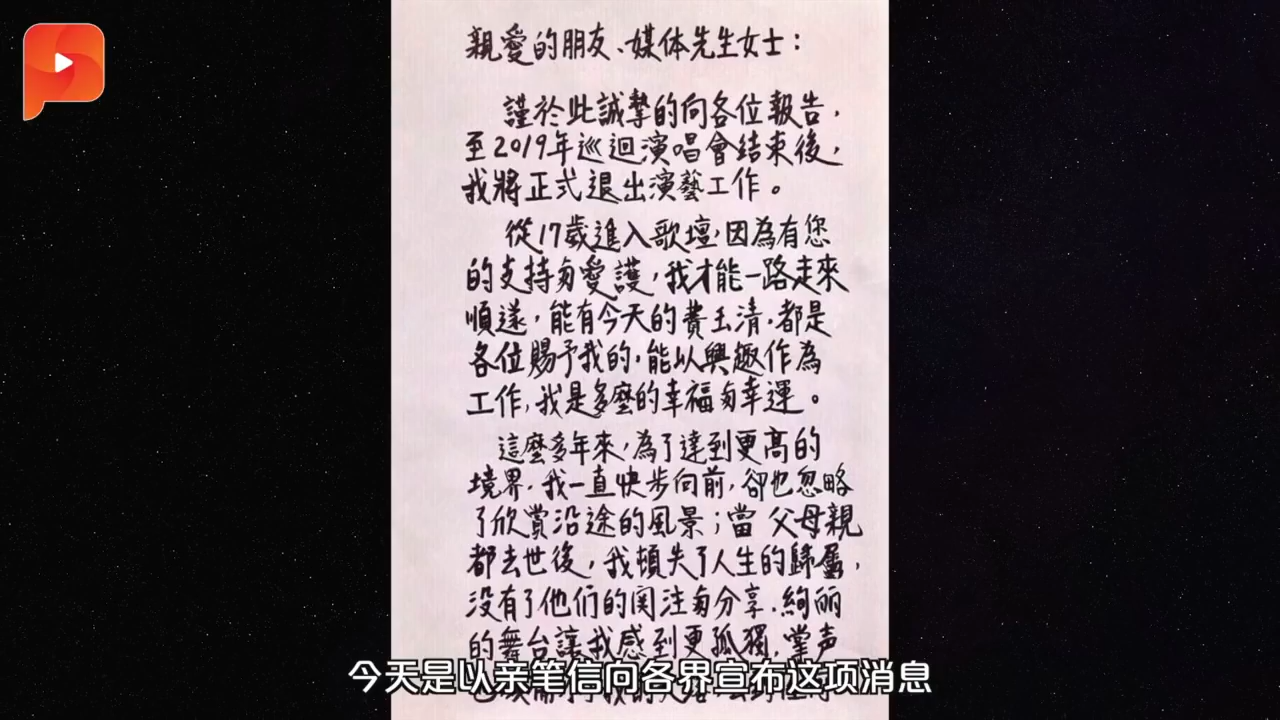 親愛的朋友、媒体先生女士：
謹於此誠摯的向各位報告，
至2019年巡迴演唱會結束後，
我將正式退出演藝工作。
從17歲進入歌壇，因為有您
的支持与愛護，我才能一路走來
順遂，能有今天的費玉清，都是
各位賜予我的，能以興趣作為
工作，我是多麼的幸福与幸運。
這麼多年來，為了達到更高的
境界，我一直快步向前，卻也忽略
了欣賞沿途的風景；當 父母親
都去世後，我頓失了人生的歸屬，
没有了他们的関注与分享，絢丽
的舞台讓我感到更孤獨，掌声
今天是以亲笔信向各界宣布这项消息